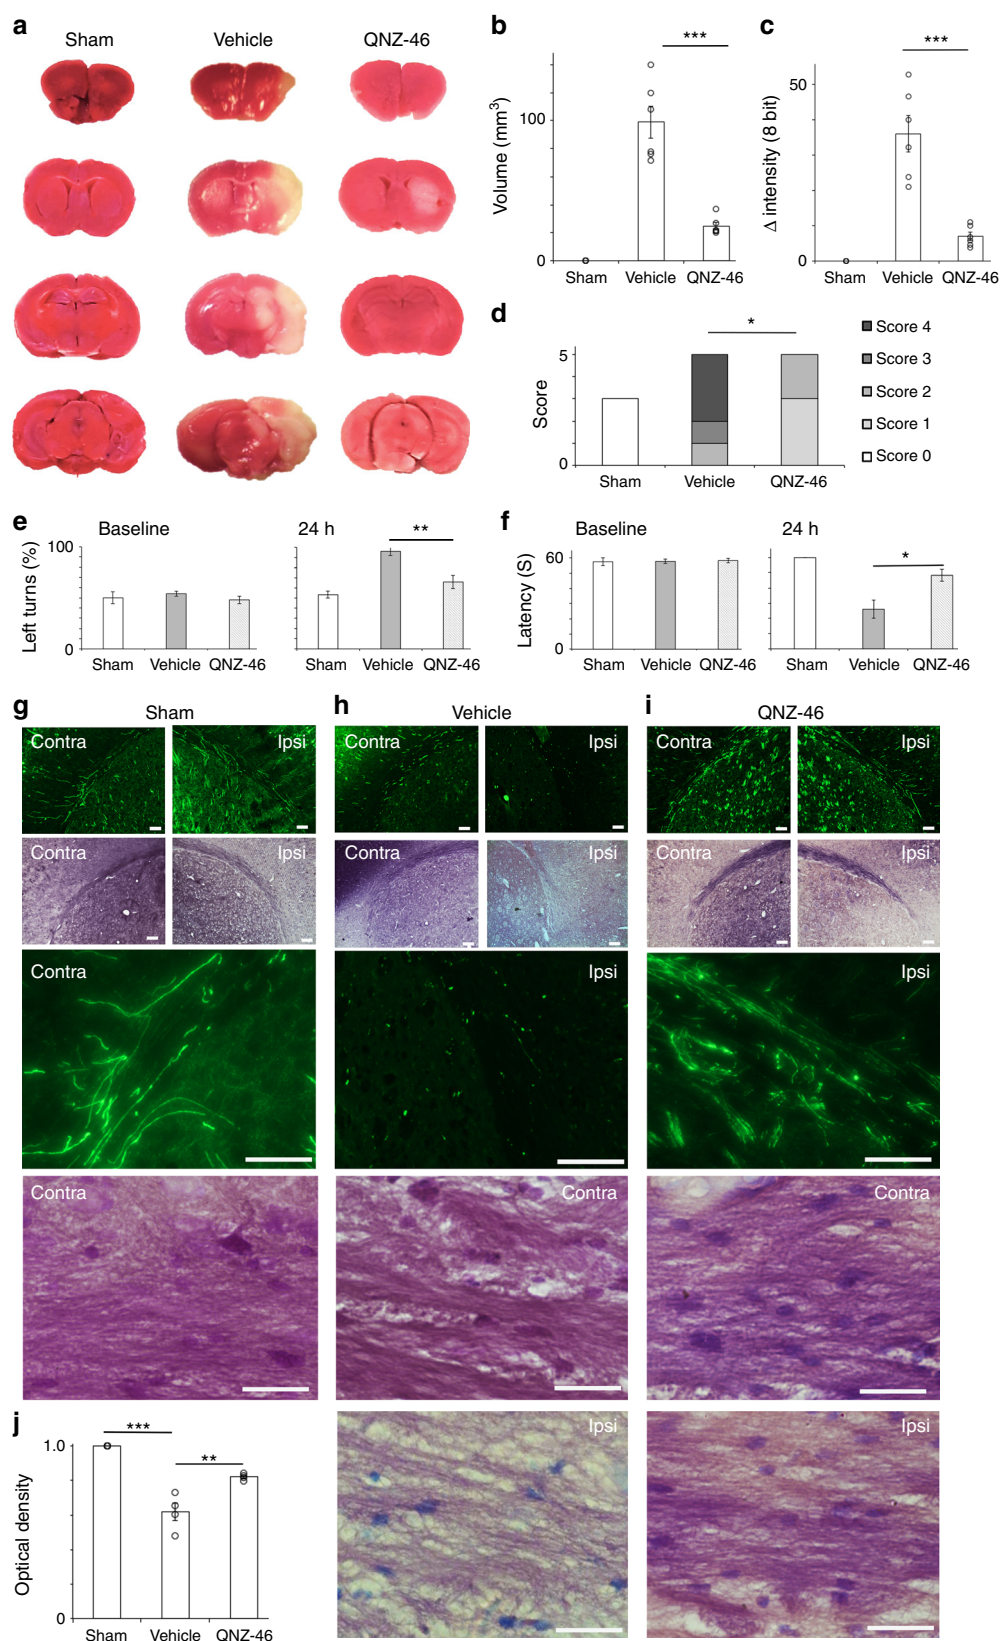 a
Sham
Vehicle
QNZ-46
b
***
Volume (mm3)
100
0
Sham
Vehicle
QNZ-46
c
***
Δ intensity (8 bit)
50
0
Sham
Vehicle
QNZ-46
d
*
Score
5
0
Sham
Vehicle
QNZ-46
Score 4
Score 3
Score 2
Score 1
Score 0
e
Baseline
24 h
**
Left turns (%)
100
0
Sham
Vehicle
QNZ-46
Sham
Vehicle
QNZ-46
f
Baseline
24 h
*
Latency (S)
60
0
Sham
Vehicle
QNZ-46
Sham
Vehicle
QNZ-46
g
Sham
Contra
Ipsi
Contra
Ipsi
Contra
Contra
h
Vehicle
Contra
Ipsi
Contra
Ipsi
Ipsi
Contra
Ipsi
i
QNZ-46
Contra
Ipsi
Contra
Ipsi
Ipsi
Contra
Ipsi
j
***
**
Optical density
1.0
0
Sham
Vehicle
QNZ-46